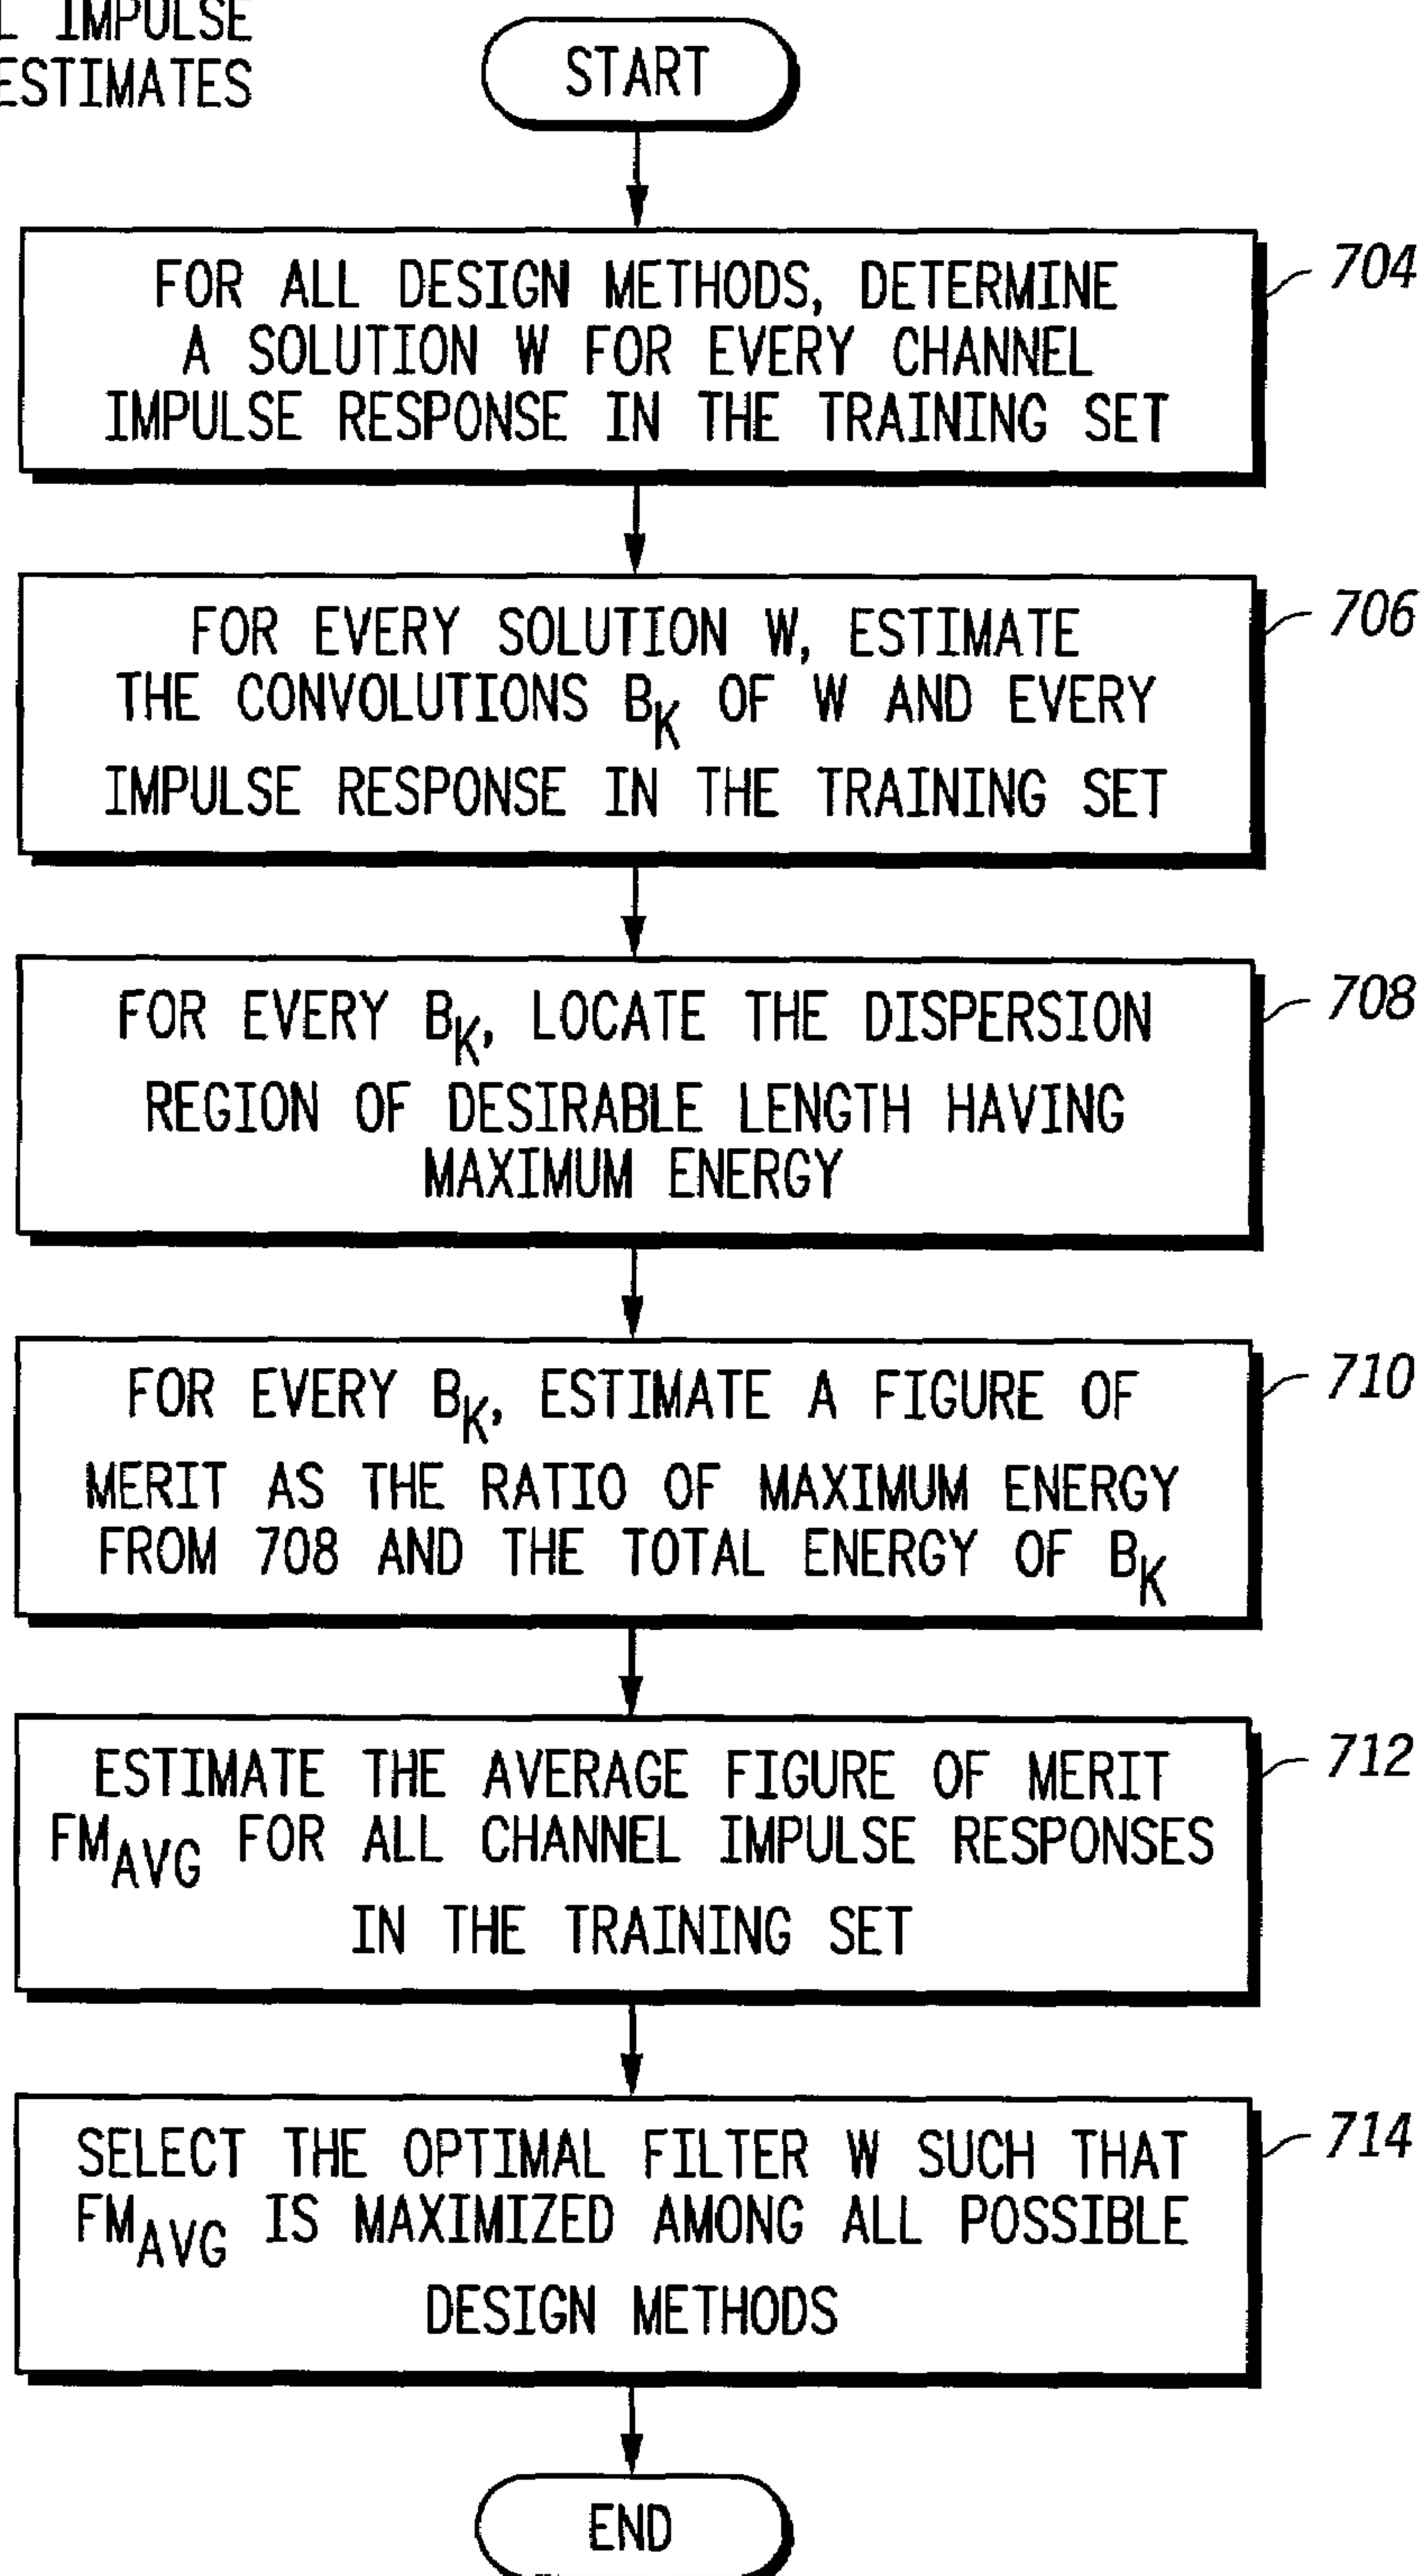 L IMPULSE
ESTIMATES
START
FOR ALL DESIGN METHODS, DETERMINE
A SOLUTION W FOR EVERY CHANNEL
IMPULSE RESPONSE IN THE TRAINING SET
704
FOR EVERY SOLUTION W, ESTIMATE
THE CONVOLUTIONS BK OF W AND EVERY
IMPULSE RESPONSE IN THE TRAINING SET
706
FOR EVERY BK, LOCATE THE DISPERSION
REGION OF DESIRABLE LENGTH HAVING
MAXIMUM ENERGY
708
FOR EVERY BK, ESTIMATE A FIGURE OF
MERIT AS THE RATIO OF MAXIMUM ENERGY
FROM 708 AND THE TOTAL ENERGY OF BK
710
ESTIMATE THE AVERAGE FIGURE OF MERIT
FMAVG FOR ALL CHANNEL IMPULSE RESPONSES
IN THE TRAINING SET
712
SELECT THE OPTIMAL FILTER W SUCH THAT
FMAVG IS MAXIMIZED AMONG ALL POSSIBLE
DESIGN METHODS
714
END